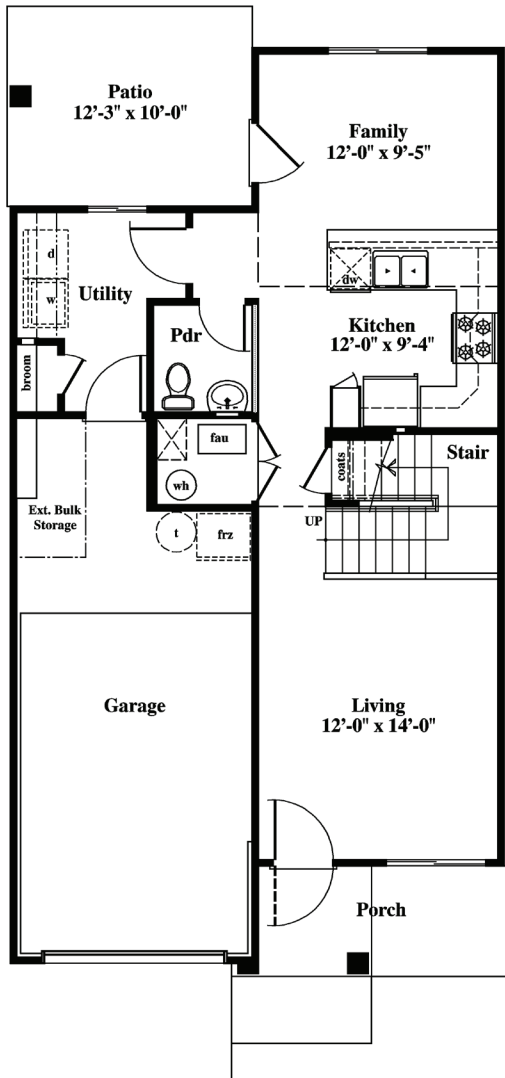 Patio
12'-3" x 10'-0"
Family
12'-0" x 9'-5"
d
w
Utility
dw
Pdr
Kitchen
12'-0" x 9'-4"
broom
fau
wh
coats
Stair
Ext. Bulk
Storage
t
frz
UP
Garage
Living
12'-0" x 14'-0"
Porch